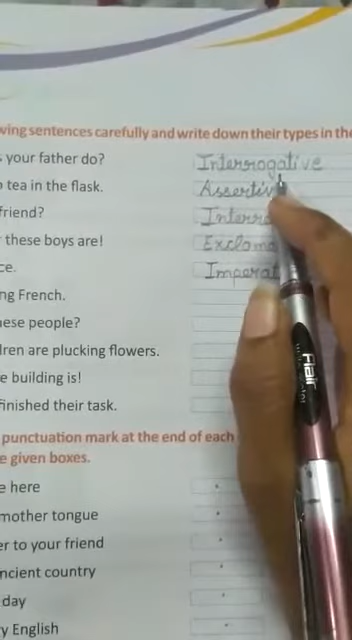 wing sentences carefully and write down their types in the
your father do? Interrogative
tea in the flask. Assertiv
friend? Interro
these boys are! Exclama
ce. Imperat
ng French.
hese people?
dren are plucking flowers.
e building is!
finished their task.
punctuation mark at the end of each
e given boxes.
e here .
mother tongue .
er to your friend .
ncient country .
day .
y English .
Flair